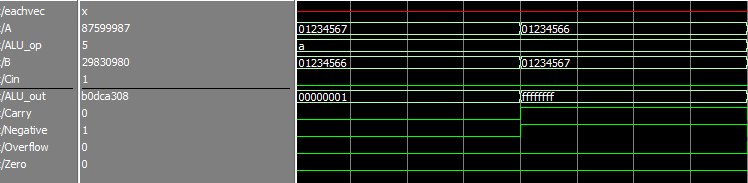 t/eachvec x
t/A 87599987 01234567 01234566
t/ALU_op 5 a
t/B 29830980 01234566 01234567
t/Cin 1
t/ALU_out b0dca308 00000001 ffffffff
t/Carry 0
t/Negative 1
t/Overflow 0
t/Zero 0